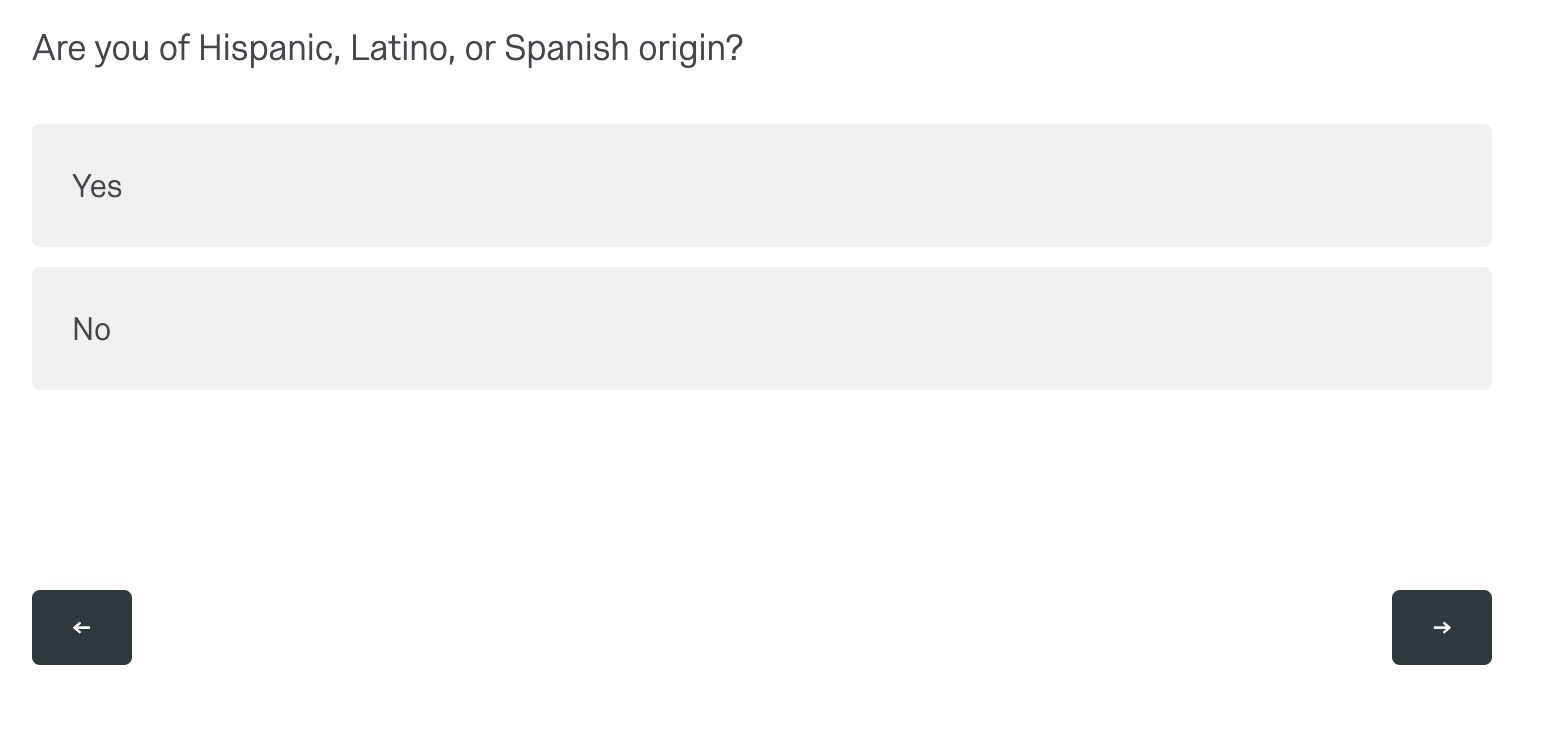 Are you of Hispanic, Latino, or Spanish origin?
Yes
No
←
→